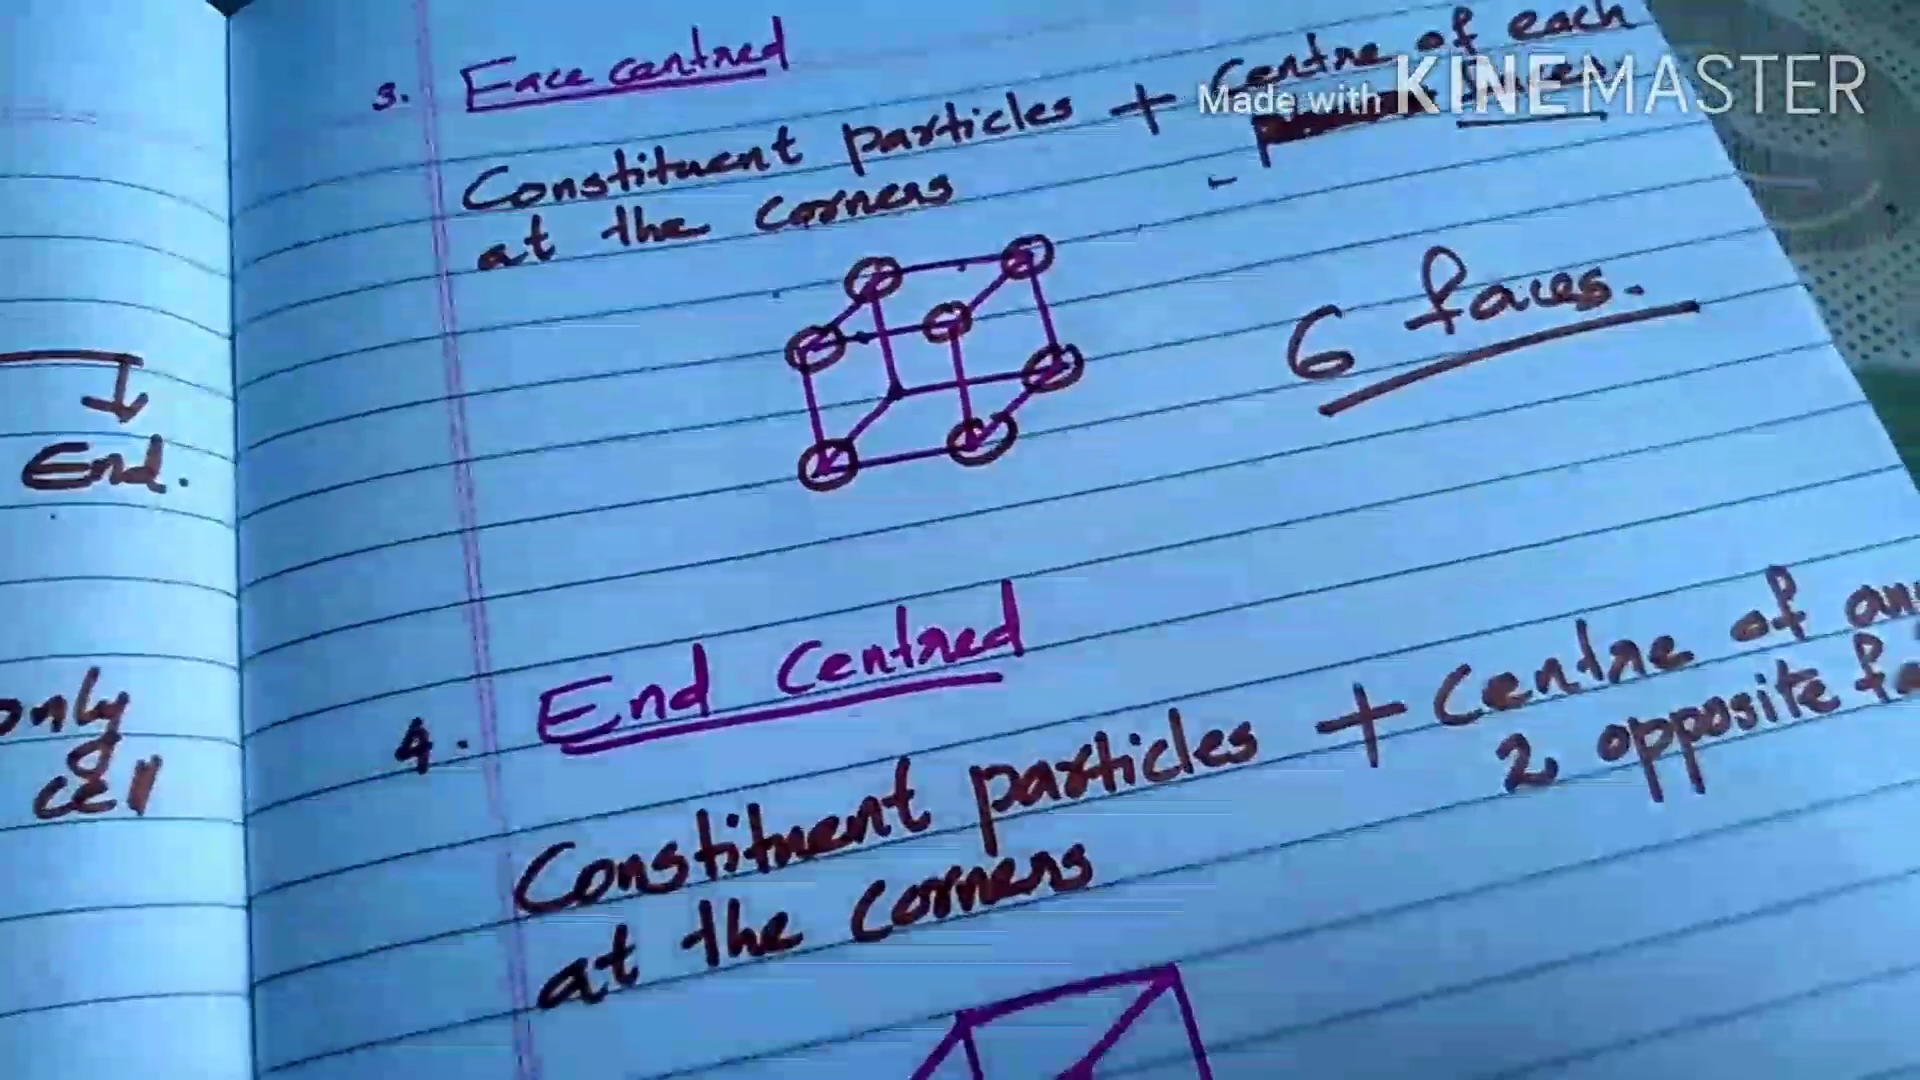 3. Face centred
Constituent particles + Centre of each
at the corners
faces
Made with KINEMASTER
6 faces.
End.
only
cell
4. End Centred
Constituent particles + Centre of
2 opposite
at the corners